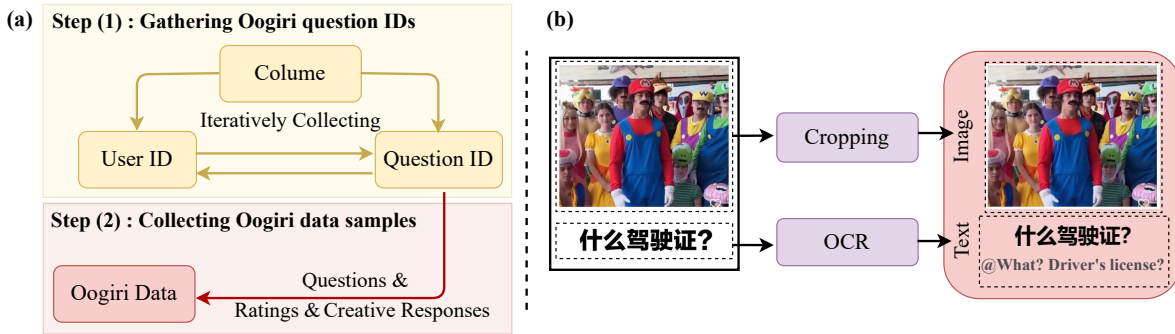 (a)
Step (1) : Gathering Oogiri question IDs
Colume
Iteratively Collecting
User ID
Question ID
Step (2) : Collecting Oogiri data samples
Oogiri Data
Questions &
Ratings & Creative Responses
(b)
什么驾驶证?
Cropping
OCR
Image
Text
什么驾驶证?
@What? Driver's license?